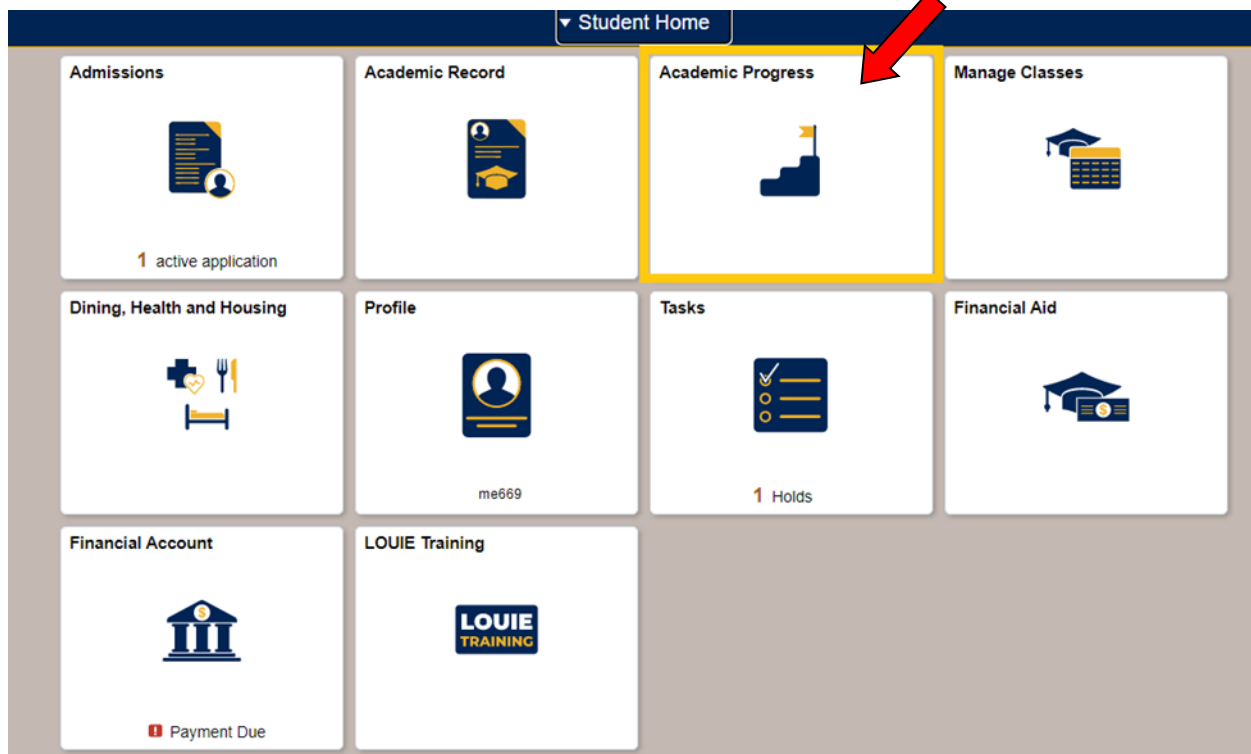 Student Home
Admissions
1 active application
Academic Record
Academic Progress
Manage Classes
Dining, Health and Housing
Profile
me669
Tasks
1 Holds
Financial Aid
$
Financial Account
$
! Payment Due
LOUIE Training
LOUIE
TRAINING